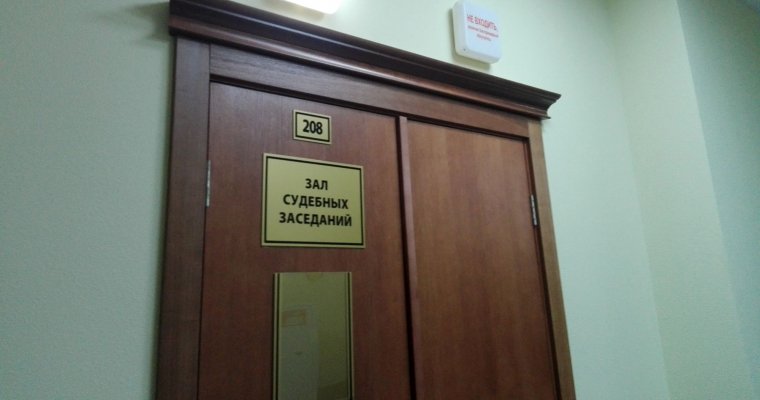 НЕ ВХОДИТЬ
208
ЗАЛ
СУДЕБНЫХ
ЗАСЕДАНИЙ